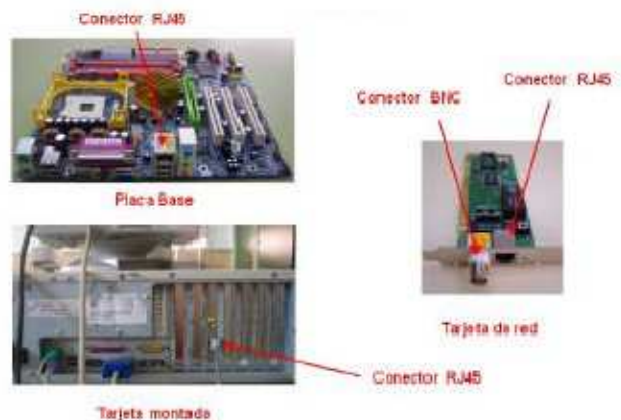 Conector RJ45
Placa Base
Conector BNC
Conector RJ45
Tarjeta de red
Conector RJ45
Tarjeta montada